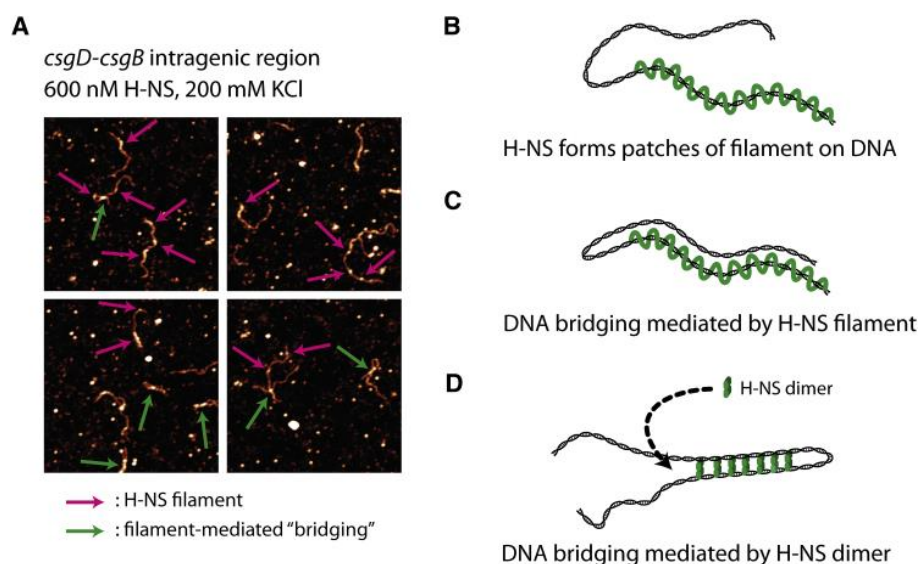 A
csgD-csgB intragenic region
600 nM H-NS, 200 mM KCl
: H-NS filament
: filament-mediated “bridging”
B
H-NS forms patches of filament on DNA
C
DNA bridging mediated by H-NS filament
D
H-NS dimer
DNA bridging mediated by H-NS dimer